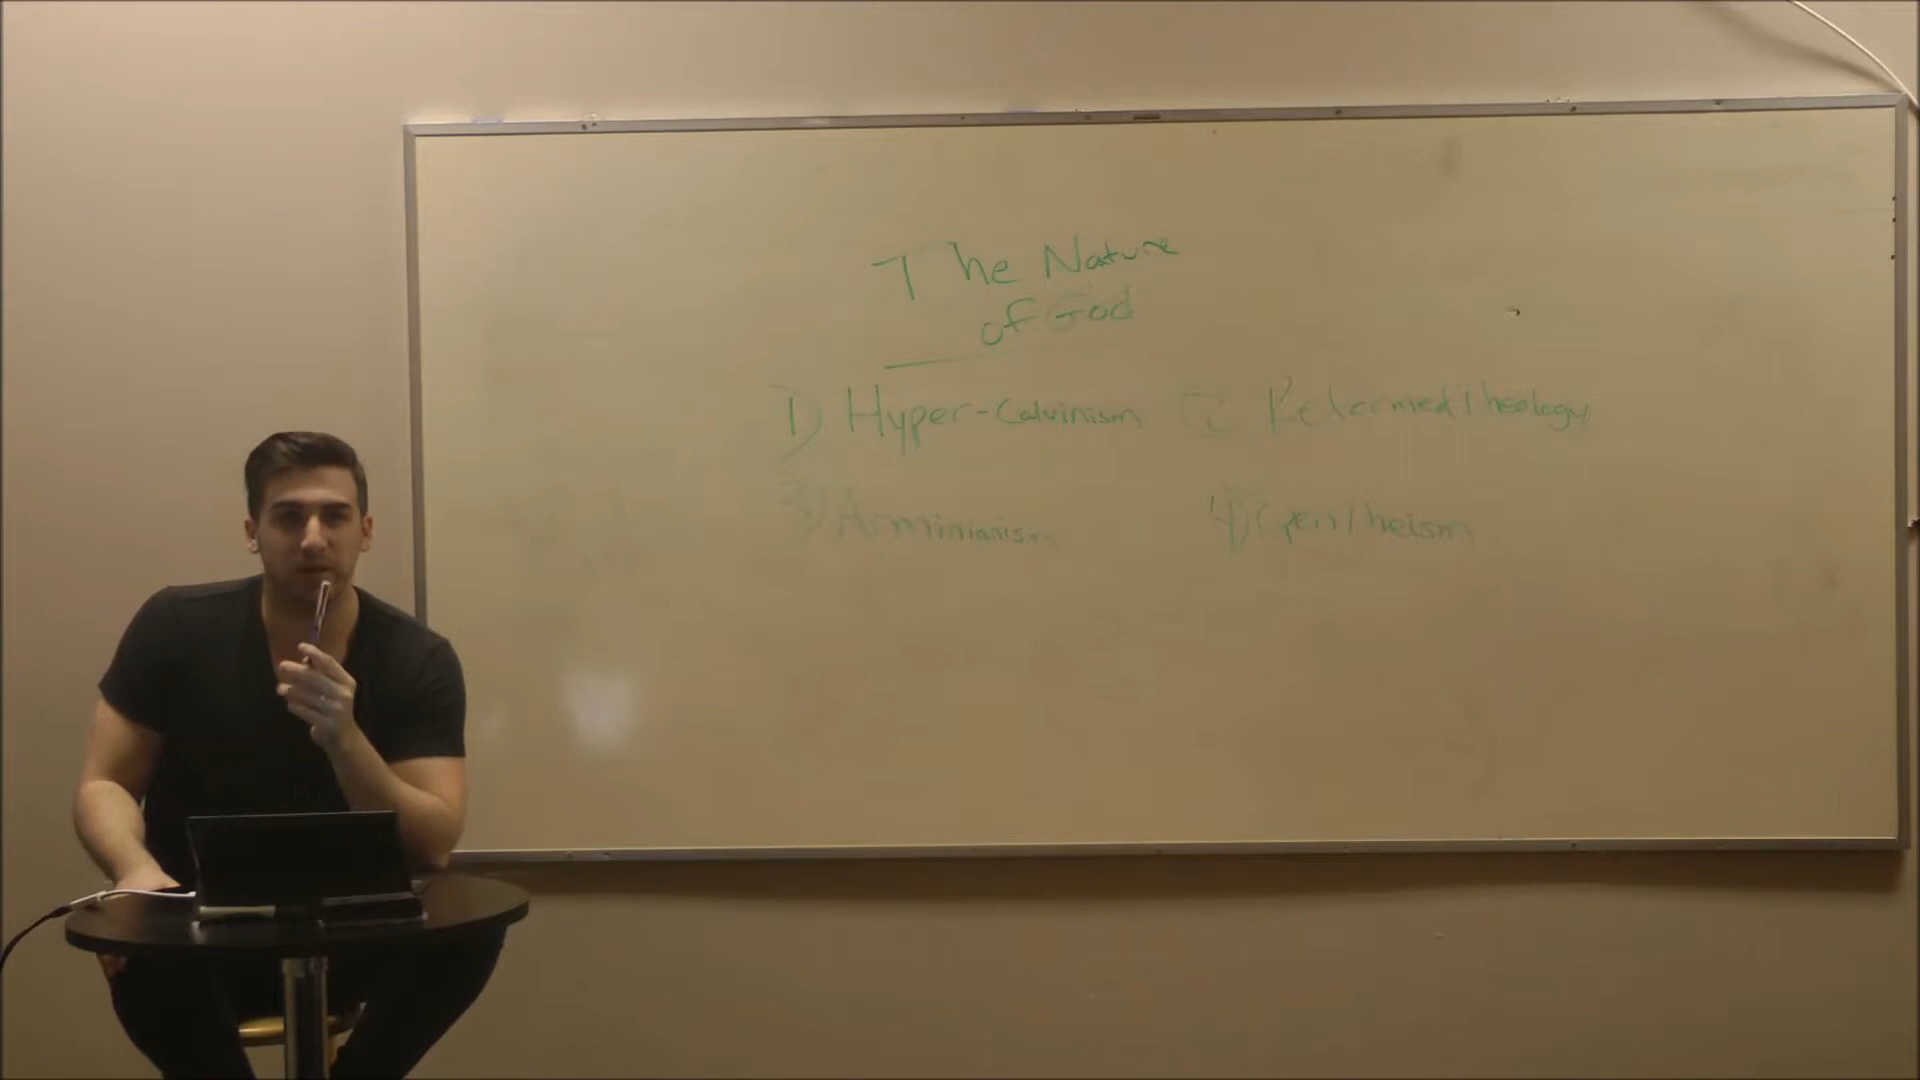 The Nature
of God
1) Hyper-Calvinism 2 Reformed Theology
3) Arminianism 4) Open Theism